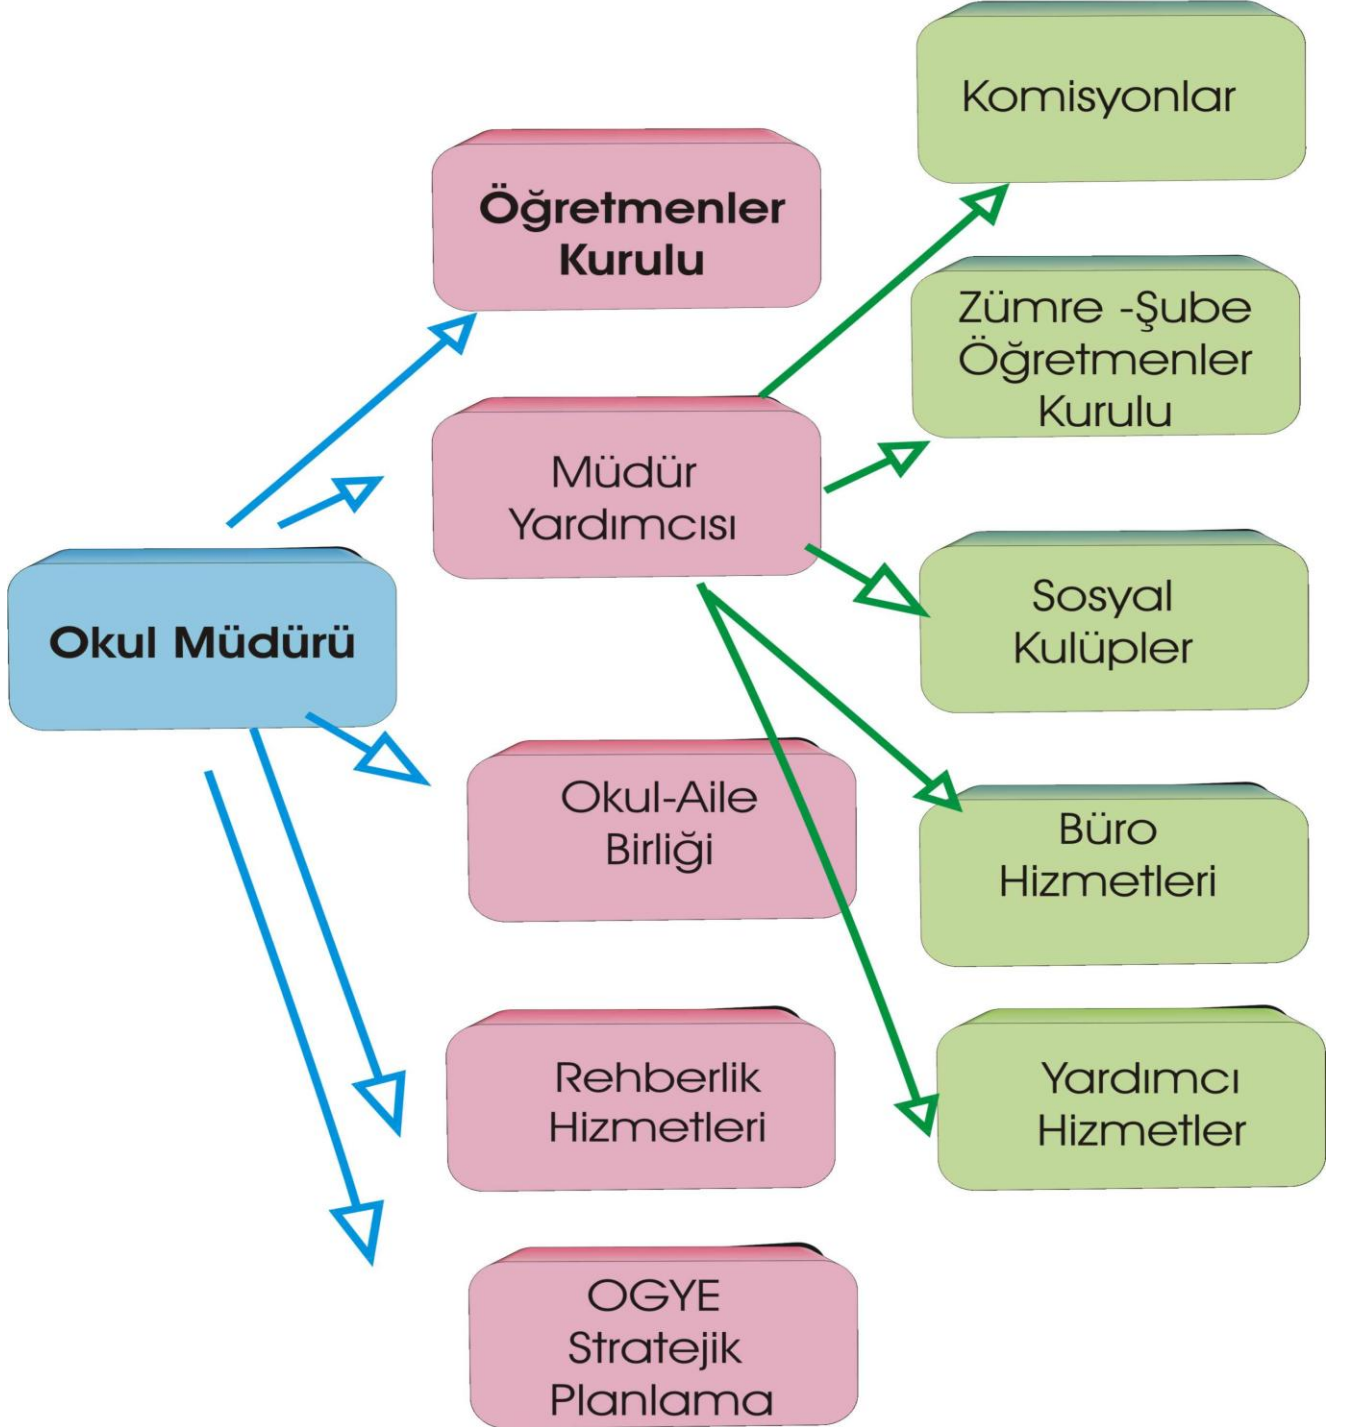 Okul Müdürü
Öğretmenler
Kurulu
Müdür
Yardımcısı
Okul-Aile
Birliği
Rehberlik
Hizmetleri
OGYE
Stratejik
Planlama
Komisyonlar
Zümre -Şube
Öğretmenler
Kurulu
Sosyal
Kulüpler
Büro
Hizmetleri
Yardımcı
Hizmetler